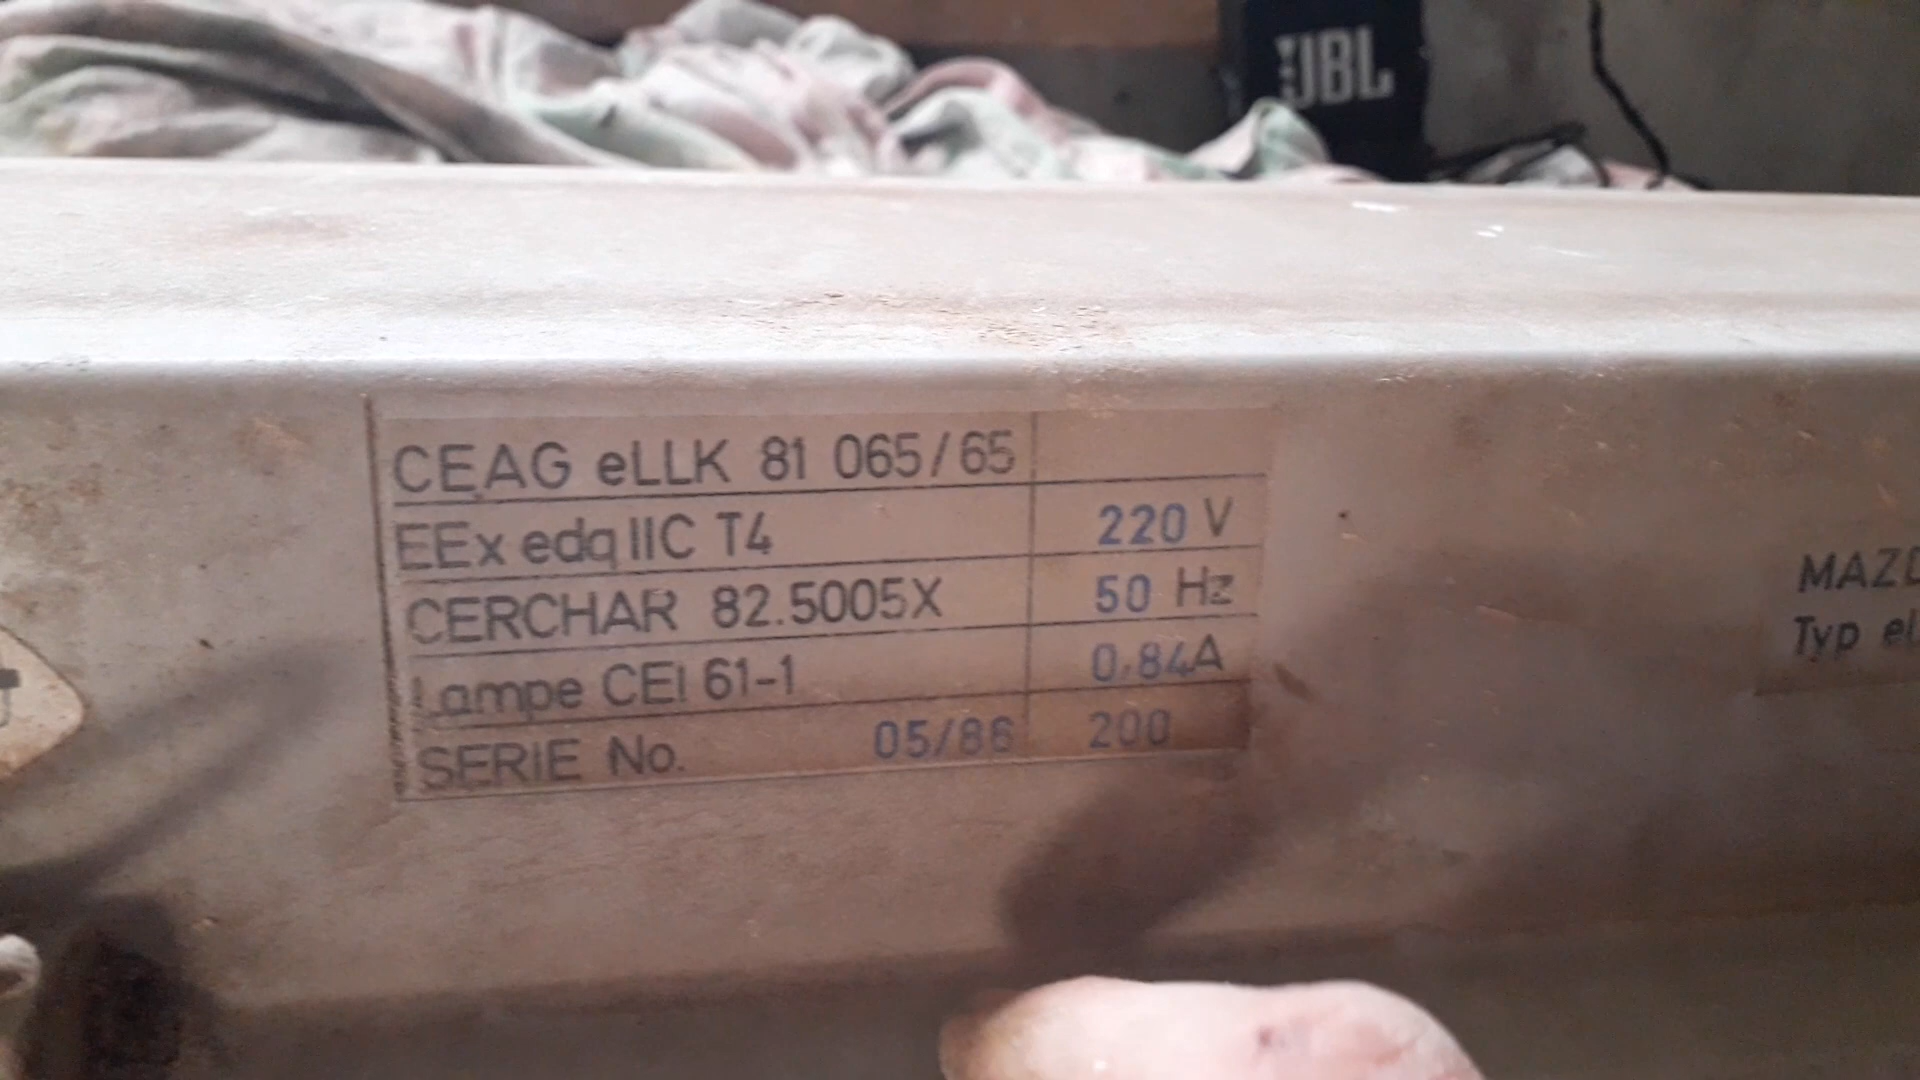 JBL
CEAG eLLK 81 065/65
EEx edq IIC T4 220 V
CERCHAR 82.5005X 50 Hz
Lampe CEI 61-1 0.84A
SERIE No. 05/86 200
Typ